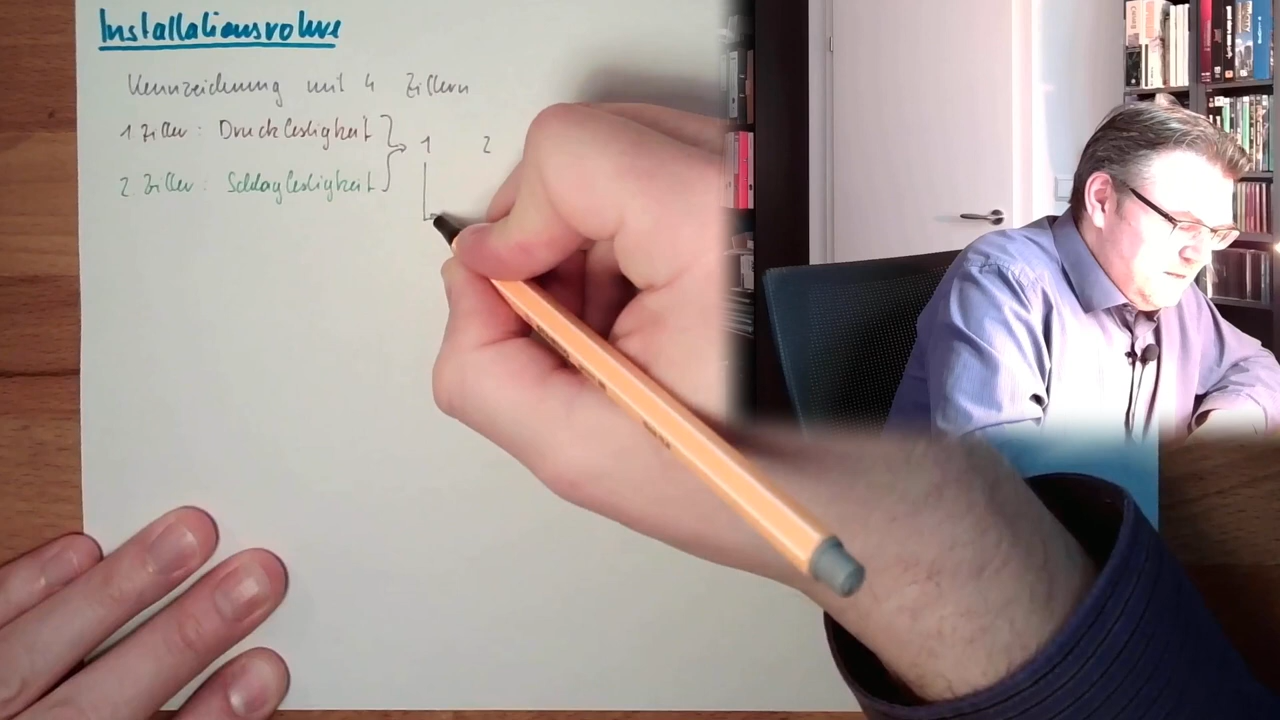 Installationsrohre
Kennzeichnung mit 4 Ziffern
1 Ziffer: Druckfestigkeit
1 2
2 Ziffer: Schlagfestigkeit